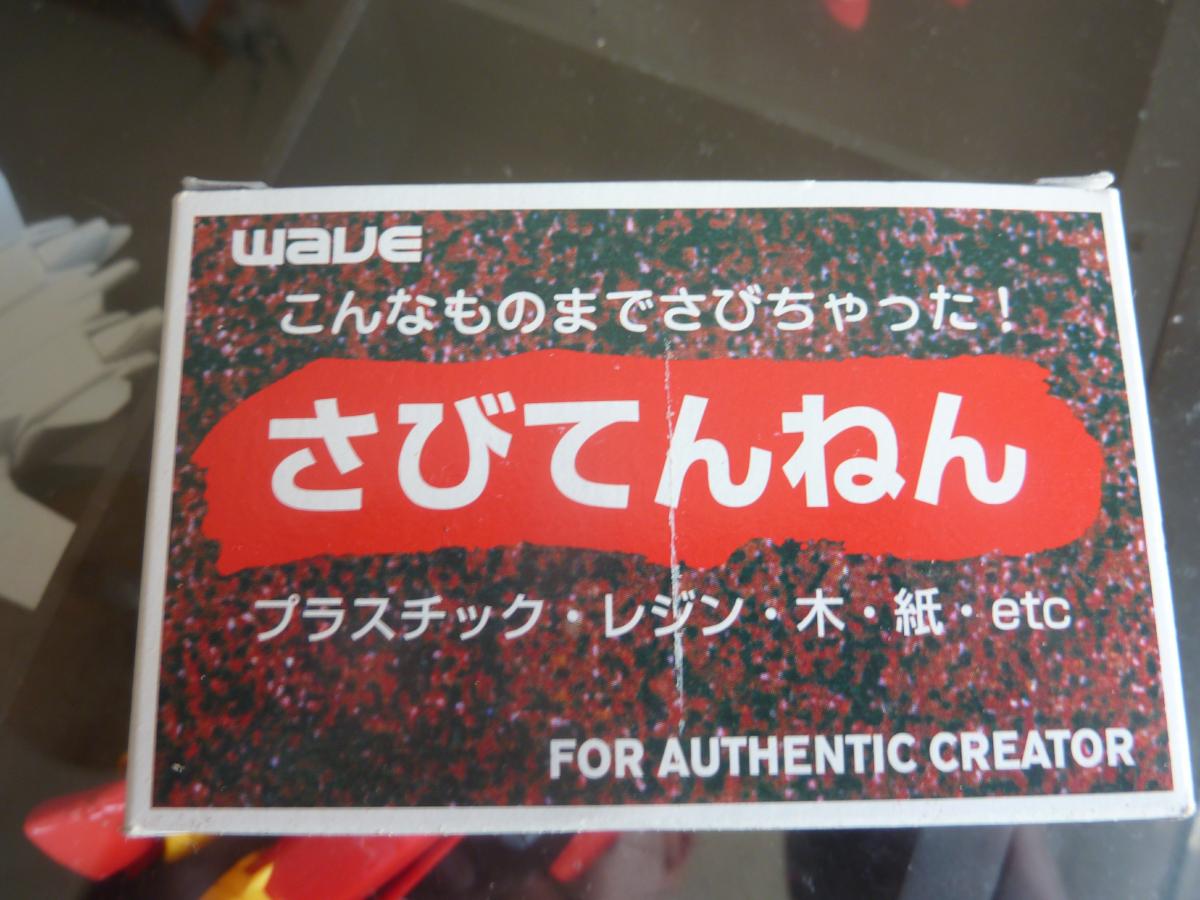 wave
こんなものまでさびちゃった!
さびてんねん
プラスチック・レジン・木・紙・etc
FOR AUTHENTIC CREATOR